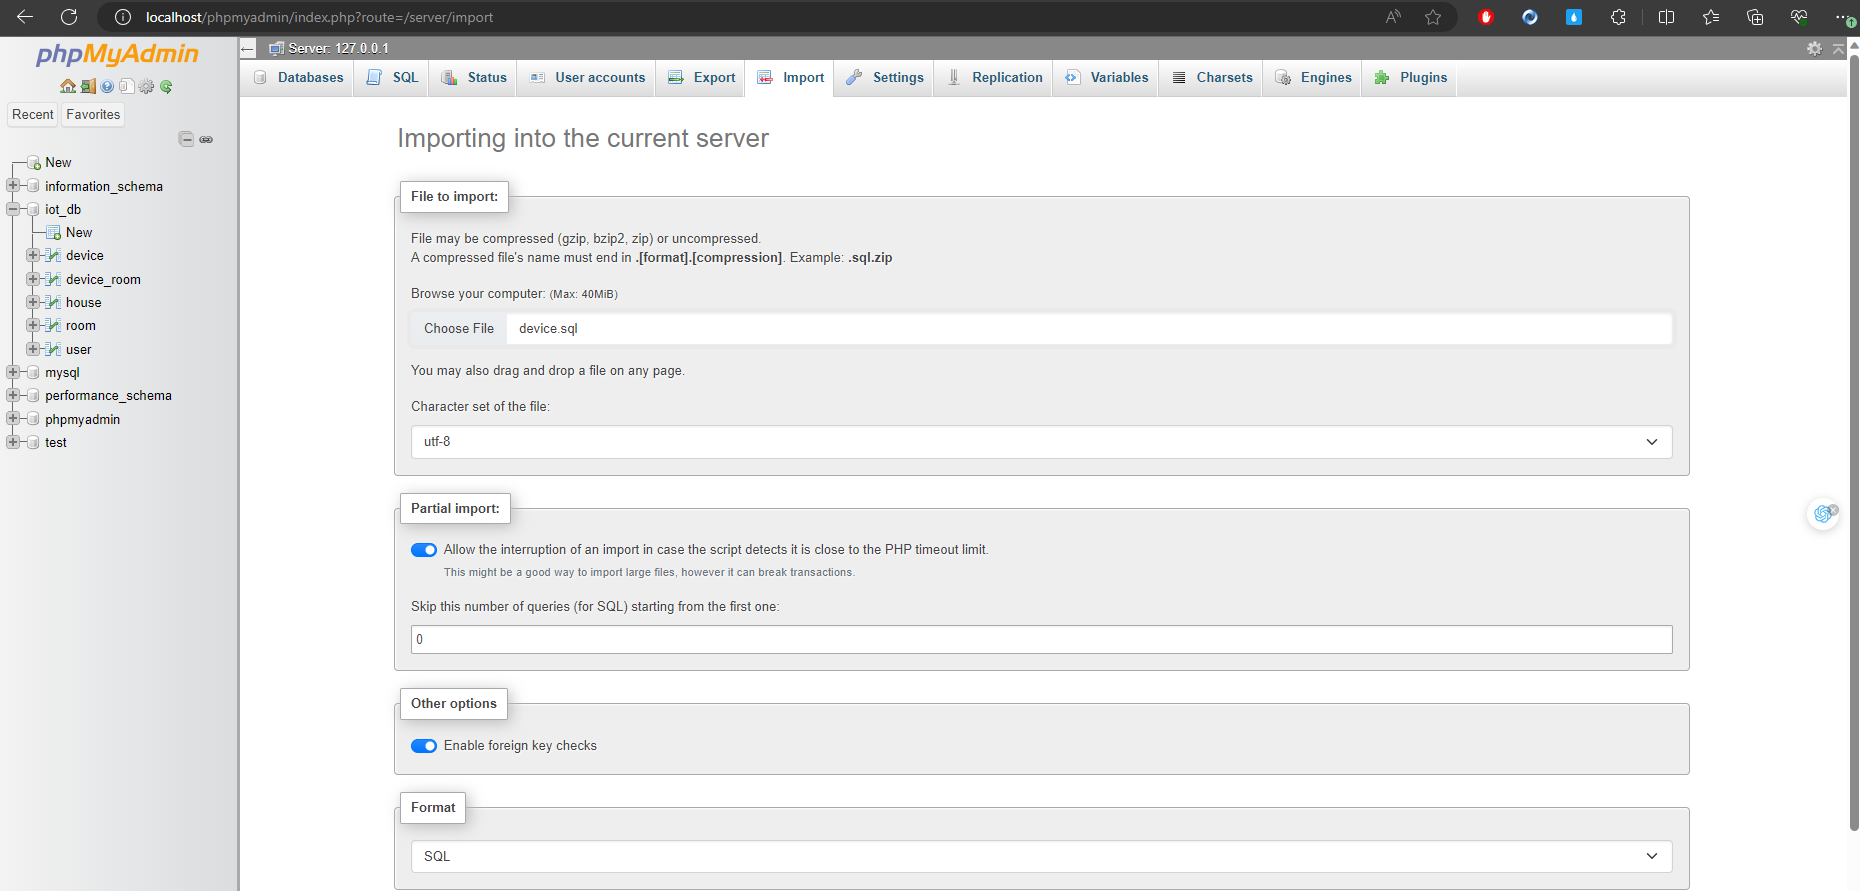 localhost/phpmyadmin/index.php?route=/server/import
phpMyAdmin
Recent
Favorites
New
information_schema
iot_db
New
device
device_room
house
room
user
mysql
performance_schema
phpmyadmin
test
Server: 127.0.0.1
Databases
SQL
Status
User accounts
Export
Import
Settings
Replication
Variables
Charsets
Engines
Plugins
Importing into the current server
File to import:
File may be compressed (gzip, bzip2, zip) or uncompressed.
A compressed file's name must end in .[format].[compression]. Example: .sql.zip
Browse your computer: (Max: 40MiB)
Choose File device.sql
You may also drag and drop a file on any page.
Character set of the file:
utf-8
Partial import:
Allow the interruption of an import in case the script detects it is close to the PHP timeout limit.
This might be a good way to import large files, however it can break transactions.
Skip this number of queries (for SQL) starting from the first one:
0
Other options
Enable foreign key checks
Format
SQL